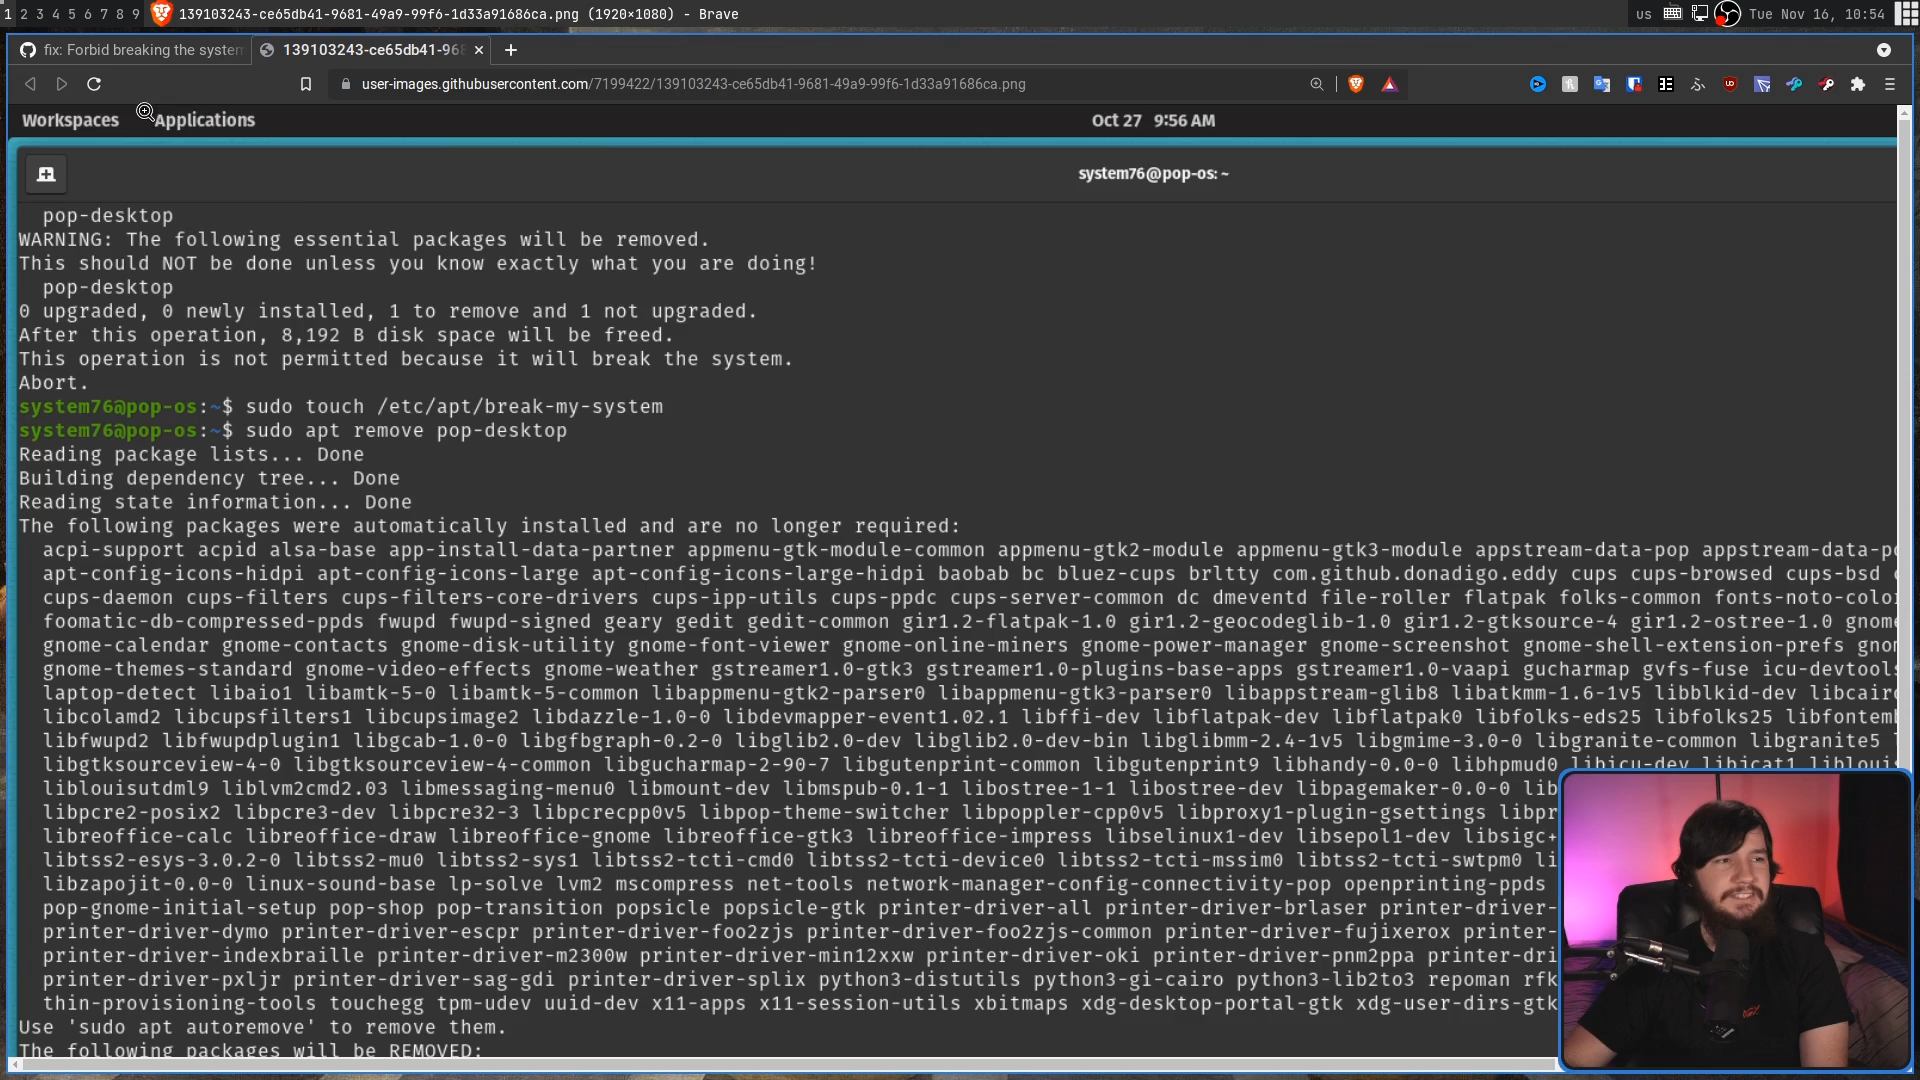 1 2 3 4 5 6 7 8 9 139103243-ce65db41-9681-49a9-99f6-1d33a91686ca.png (1920×1080) - Brave
us Tue Nov 16, 10:54
fix: Forbid breaking the system
139103243-ce65db41-968
user-images.githubusercontent.com/7199422/139103243-ce65db41-9681-49a9-99f6-1d33a91686ca.png
Workspaces Applications Oct 27 9:56 AM
system76@pop-os: ~
pop-desktop
WARNING: The following essential packages will be removed.
This should NOT be done unless you know exactly what you are doing!
pop-desktop
0 upgraded, 0 newly installed, 1 to remove and 1 not upgraded.
After this operation, 8,192 B disk space will be freed.
This operation is not permitted because it will break the system.
Abort.
system76@pop-os:~$ sudo touch /etc/apt/break-my-system
system76@pop-os:~$ sudo apt remove pop-desktop
Reading package lists... Done
Building dependency tree... Done
Reading state information... Done
The following packages were automatically installed and are no longer required:
acpi-support acpid alsa-base app-install-data-partner appmenu-gtk-module-common appmenu-gtk2-module appmenu-gtk3-module appstream-data-pop appstream-data-po
apt-config-icons-hidpi apt-config-icons-large apt-config-icons-large-hidpi baobab bc bluez-cups brltty com.github.donadigo.eddy cups cups-browsed cups-bsd
cups-daemon cups-filters cups-filters-core-drivers cups-ipp-utils cups-ppdc cups-server-common dc dmeventd file-roller flatpak folks-common fonts-noto-colo
foomatic-db-compressed-ppds fwupd fwupd-signed geary gedit gedit-common gir1.2-flatpak-1.0 gir1.2-geocodeglib-1.0 gir1.2-gtksource-4 gir1.2-ostree-1.0 gnome
gnome-calendar gnome-contacts gnome-disk-utility gnome-font-viewer gnome-online-miners gnome-power-manager gnome-screenshot gnome-shell-extension-prefs gnom
gnome-themes-standard gnome-video-effects gnome-weather gstreamer1.0-gtk3 gstreamer1.0-plugins-base-apps gstreamer1.0-vaapi gucharmap gvfs-fuse icu-devtools
laptop-detect libaio1 libamtk-5-0 libamtk-5-common libappmenu-gtk2-parser0 libappmenu-gtk3-parser0 libappstream-glib8 libatkmm-1.6-1v5 libblkid-dev libcairo
libcolamd2 libcupsfilters1 libcupsimage2 libdazzle-1.0-0 libdevmapper-event1.02.1 libffi-dev libflatpak-dev libflatpak0 libfolks-eds25 libfolks25 libfontemb
libfwupd2 libfwupdplugin1 libgcab-1.0-0 libgfbgraph-0.2-0 libglib2.0-dev libglib2.0-dev-bin libglibmm-2.4-1v5 libgmime-3.0-0 libgranite-common libgranite5 l
libgtksourceview-4-0 libgtksourceview-4-common libgucharmap-2-90-7 libgutenprint-common libgutenprint9 libhandy-0.0-0 libhpmud0 libicu-dev libjcat1 liblouis
liblouisutdml9 liblvm2cmd2.03 libmessaging-menu0 libmount-dev libmspub-0.1-1 libostree-1-1 libostree-dev libpagemaker-0.0-0 lib
libpcre2-posix2 libpcre3-dev libpcre32-3 libpcrecpp0v5 libpop-theme-switcher libpoppler-cpp0v5 libproxy1-plugin-gsettings libpr
libreoffice-calc libreoffice-draw libreoffice-gnome libreoffice-gtk3 libreoffice-impress libselinux1-dev libsepol1-dev libsigc+
libtss2-esys-3.0.2-0 libtss2-mu0 libtss2-sys1 libtss2-tcti-cmd0 libtss2-tcti-device0 libtss2-tcti-mssim0 libtss2-tcti-swtpm0 li
libzapojit-0.0-0 linux-sound-base lp-solve lvm2 mscompress net-tools network-manager-config-connectivity-pop openprinting-ppds
pop-gnome-initial-setup pop-shop pop-transition popsicle popsicle-gtk printer-driver-all printer-driver-brlaser printer-driver-
printer-driver-dymo printer-driver-escpr printer-driver-foo2zjs printer-driver-foo2zjs-common printer-driver-fujixerox printer-
printer-driver-indexbraille printer-driver-m2300w printer-driver-min12xxw printer-driver-oki printer-driver-pnm2ppa printer-dri
printer-driver-pxljr printer-driver-sag-gdi printer-driver-splix python3-distutils python3-gi-cairo python3-lib2to3 repoman rfk
thin-provisioning-tools touchegg tpm-udev uuid-dev x11-apps x11-session-utils xbitmaps xdg-desktop-portal-gtk xdg-user-dirs-gtk
Use 'sudo apt autoremove' to remove them.
The following packages will be REMOVED: